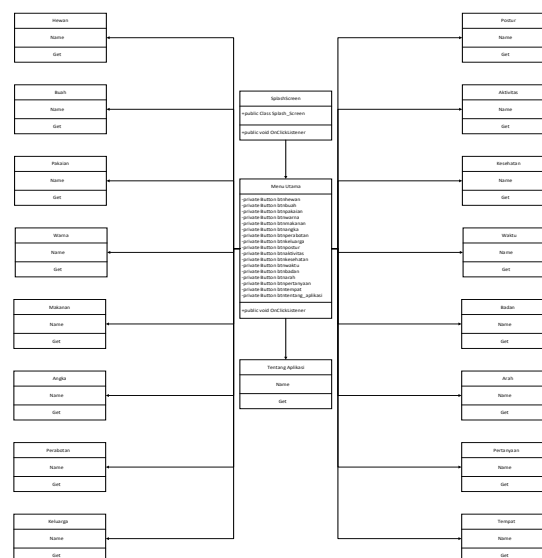 Hewan
Name
Get
Buah
Name
Get
Pakaian
Name
Get
Warna
Name
Get
Makanan
Name
Get
Angka
Name
Get
Perabotan
Name
Get
Keluarga
Name
Get
SplashScreen
+public Class Splash_Screen
+public void OnClickListener
Menu Utama
-private Button btnhewan
-private Button btnbuah
-private Button btnpakaian
-private Button btnwarna
-private Button btnmakanan
-private Button btnangka
-private Button btnperabotan
-private Button btnkeluarga
-private Button btnpostur
-private Button btnaktivitas
-private Button btnkesehatan
-private Button btnwaktu
-private Button btnbadan
-private Button btnarah
-private Button btnpertanyaan
-private Button btntempat
-private Button btntentang_aplikasi
+public void OnClickListener
Tentang Aplikasi
Name
Get
Postur
Name
Get
Aktivitas
Name
Get
Kesehatan
Name
Get
Waktu
Name
Get
Badan
Name
Get
Arah
Name
Get
Pertanyaan
Name
Get
Tempat
Name
Get